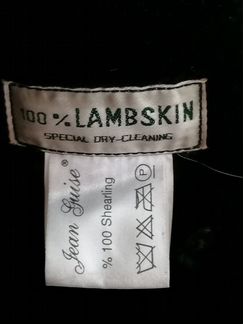 100 % LAMBSKIN
SPECIAL DRY-CLEANING
Jean Guise®
% 100 Shearling
P